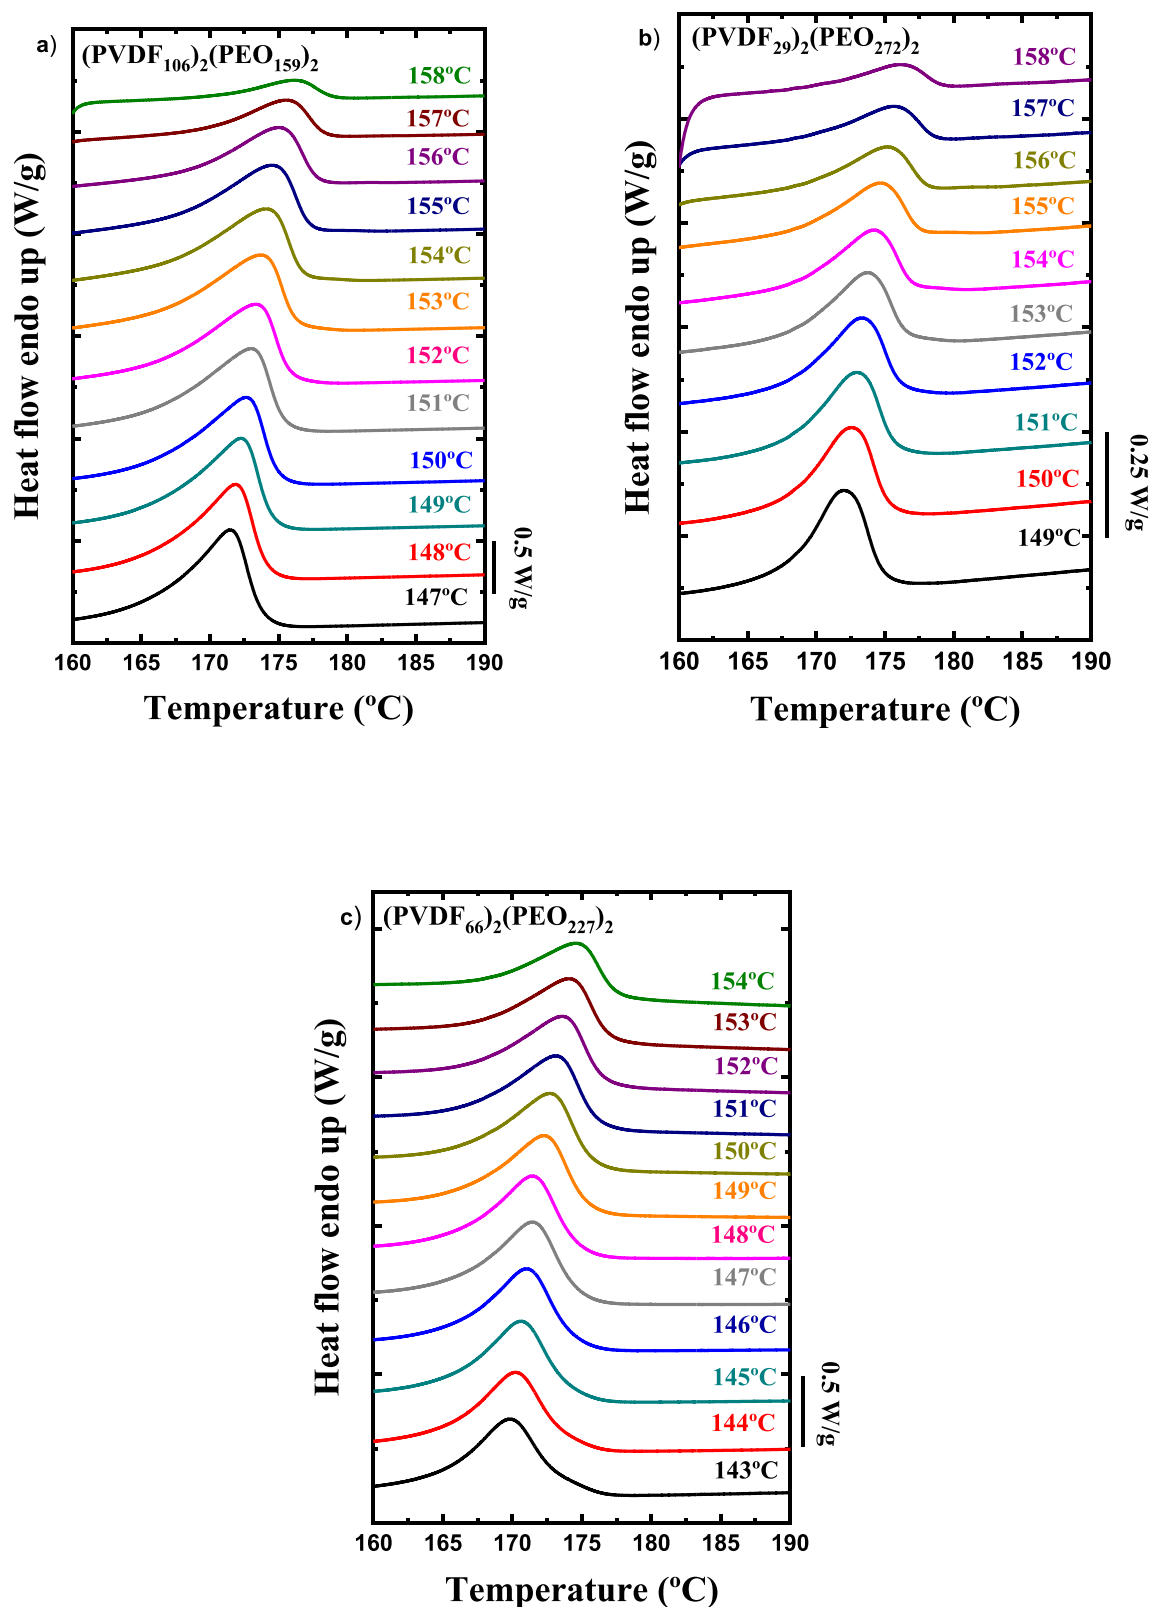 a)
(PVDF106)2(PEO159)2
158ºC
157ºC
156ºC
155ºC
154ºC
153ºC
152ºC
151ºC
150ºC
149ºC
148ºC
147ºC
0.5 W/g
Heat flow endo up (W/g)
160 165 170 175 180 185 190
Temperature (ºC)
b)
(PVDF29)2(PEO272)2
158ºC
157ºC
156ºC
155ºC
154ºC
153ºC
152ºC
151ºC
150ºC
149ºC
0.25 W/g
Heat flow endo up (W/g)
160 165 170 175 180 185 190
Temperature (ºC)
c)
(PVDF66)2(PEO227)2
154ºC
153ºC
152ºC
151ºC
150ºC
149ºC
148ºC
147ºC
146ºC
145ºC
144ºC
143ºC
0.5 W/g
Heat flow endo up (W/g)
160 165 170 175 180 185 190
Temperature (ºC)